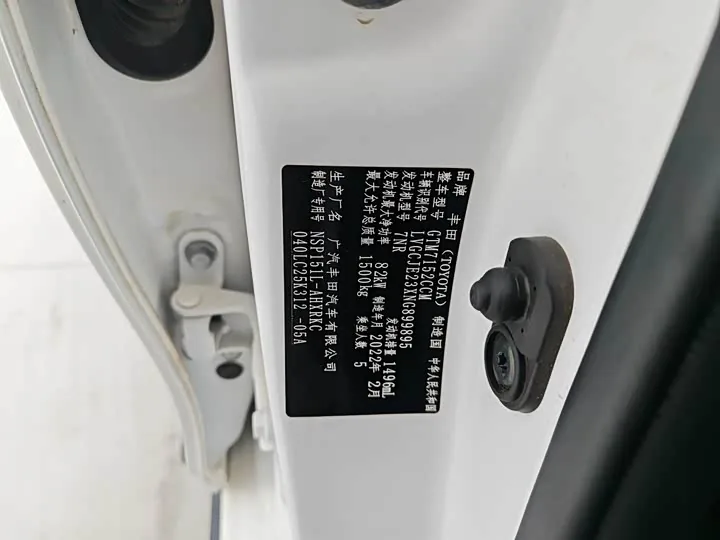 品牌 丰田 (TOYOTA) 制造国 中华人民共和国
整车型号 GTM7152CCM
车辆识别代号 LVGCJE23XNG899895
发动机型号 7NR 发动机排量 1496mL
发动机最大净功率 82kW 制造年月 2022年 2月
最大允许总质量 1500kg 乘坐人数 5
生产厂名 广汽丰田汽车有限公司
制造厂专用号 NSP151L-AHXRKC
040LC25K312 -05A